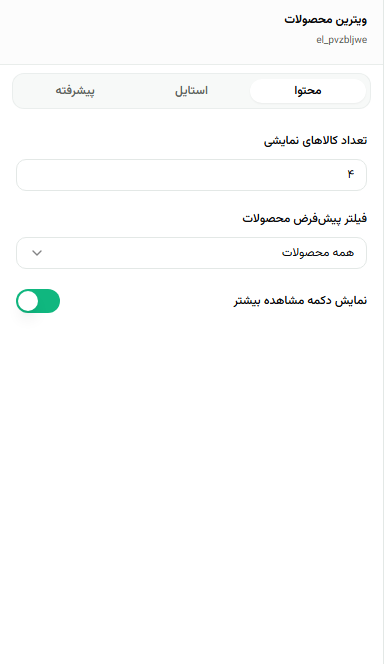 ویترین محصولات
el_pvzbljwe
محتوا
استایل
پیشرفته
تعداد کالاهای نمایشی
۴
فیلتر پیش‌فرض محصولات
همه محصولات
نمایش دکمه مشاهده بیشتر